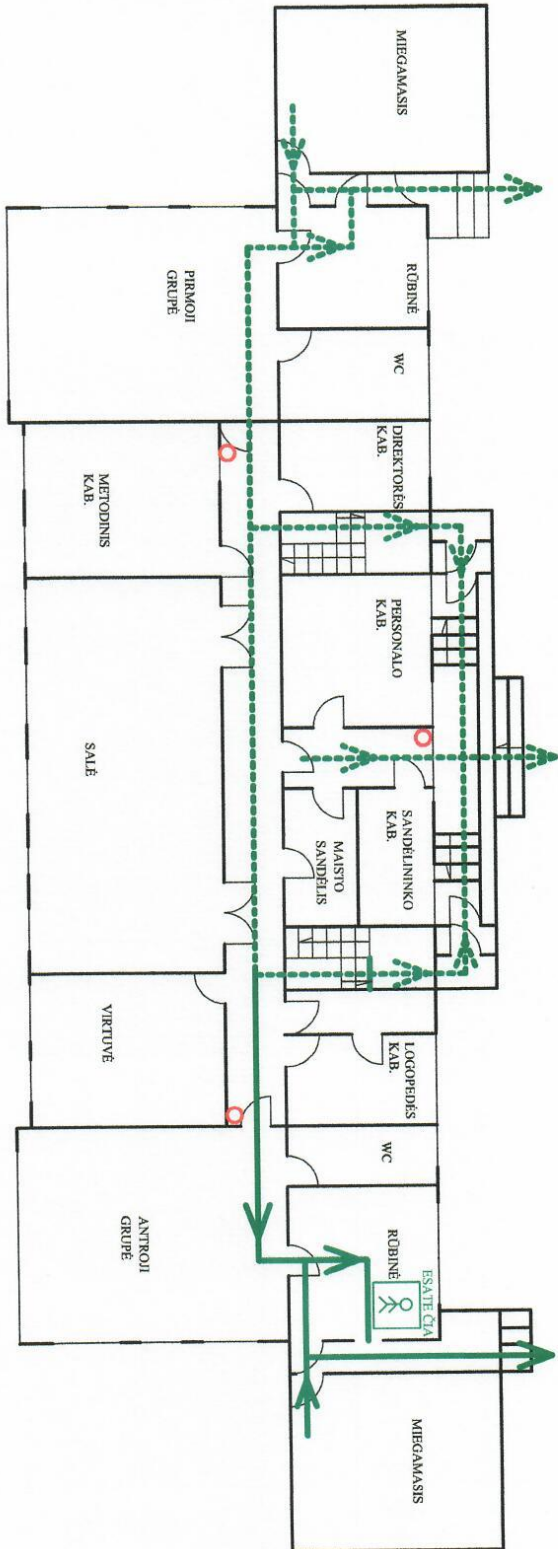 MIEGAMASIS
RŪBINĖ
PIRMOJI
GRUPĖ
WC
DIREKTORĖS
KAB.
METODINIS
KAB.
PERSONALO
KAB.
SALĖ
SANDĖLININKO
KAB.
MAISTO
SANDĖLIS
VIRTUVĖ
LOGOPEDĖS
KAB.
WC
ANTROJI
GRUPĖ
RŪBINĖ
ESATE ČIA
MIEGAMASIS